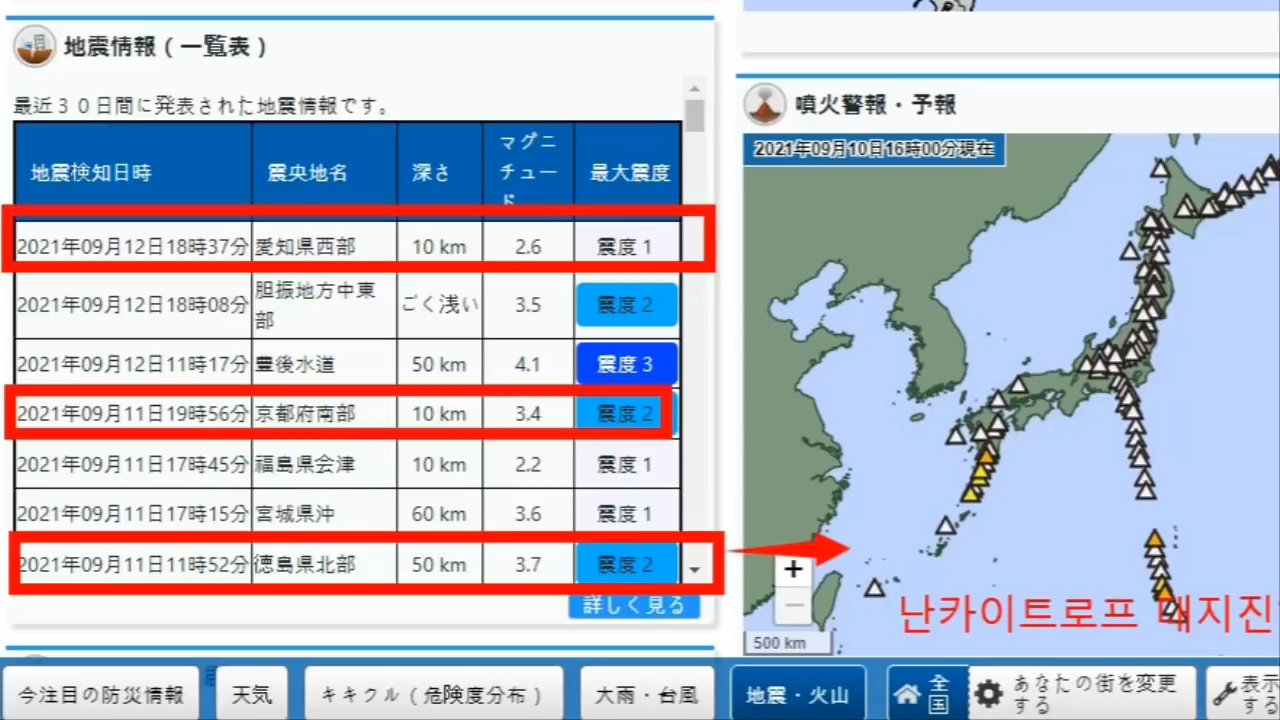 地震情報（一覧表）
最近３０日間に発表された地震情報です。
地震検知日時 震央地名 深さ マグニチュード 最大震度
2021年09月12日18時37分 愛知県西部 10 km 2.6 震度１
2021年09月12日18時08分 胆振地方中東部 ごく浅い 3.5 震度２
2021年09月12日11時17分 豊後水道 50 km 4.1 震度３
2021年09月11日19時56分 京都府南部 10 km 3.4 震度２
2021年09月11日17時45分 福島県会津 10 km 2.2 震度１
2021年09月11日17時15分 宮城県沖 60 km 3.6 震度１
2021年09月11日11時52分 徳島県北部 50 km 3.7 震度２
詳しく見る
噴火警報・予報
2021年09月10日16時00分現在
+
−
난카이트로프 대지진
500 km
今注目の防災情報
天気
キキクル（危険度分布）
大雨・台風
地震・火山
全国
あなたの街を変更する
表示する